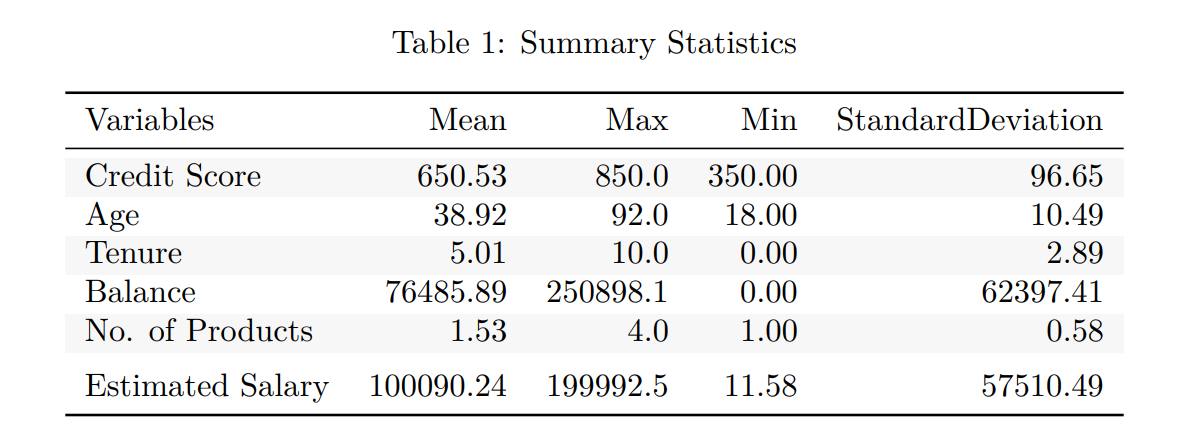 Table 1: Summary Statistics
Variables Mean Max Min StandardDeviation
Credit Score 650.53 850.0 350.00 96.65
Age 38.92 92.0 18.00 10.49
Tenure 5.01 10.0 0.00 2.89
Balance 76485.89 250898.1 0.00 62397.41
No. of Products 1.53 4.0 1.00 0.58
Estimated Salary 100090.24 199992.5 11.58 57510.49